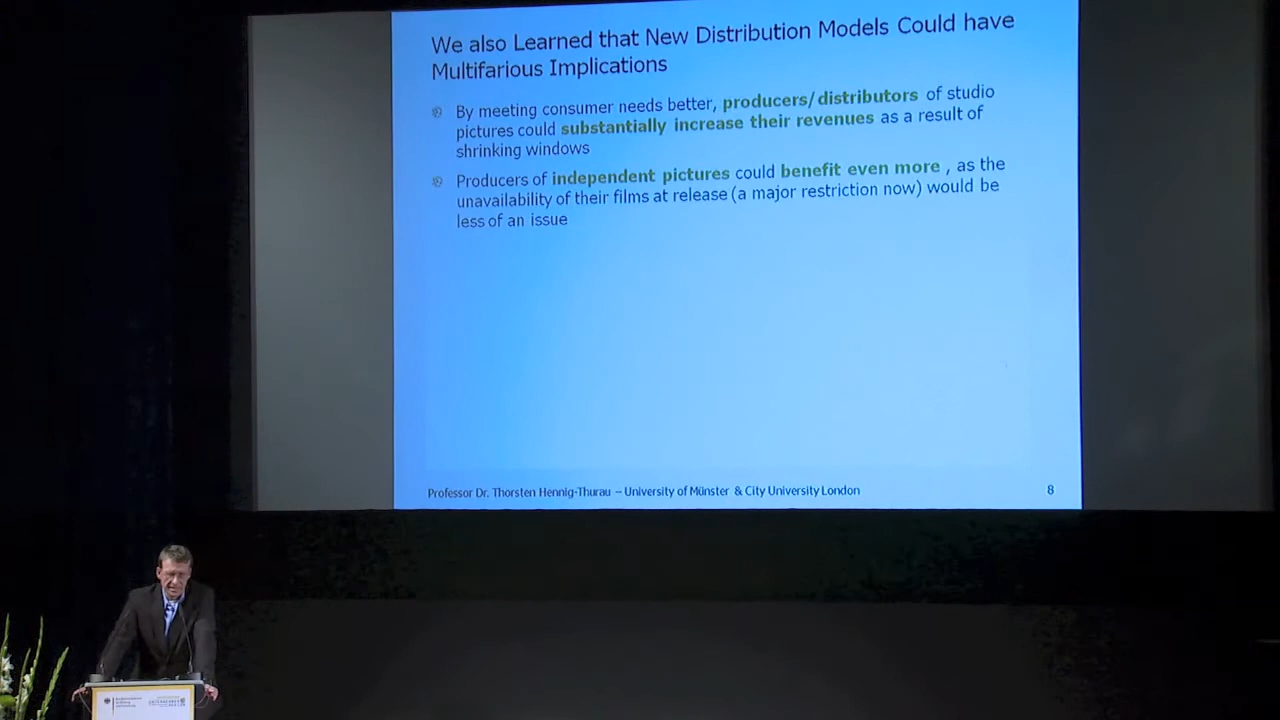 We also Learned that New Distribution Models Could have
Multifarious Implications
By meeting consumer needs better, producers/distributors of studio
pictures could substantially increase their revenues as a result of
shrinking windows
Producers of independent pictures could benefit even more , as the
unavailability of their films at release (a major restriction now) would be
less of an issue
Professor Dr. Thorsten Hennig-Thurau – University of Münster & City University London
8